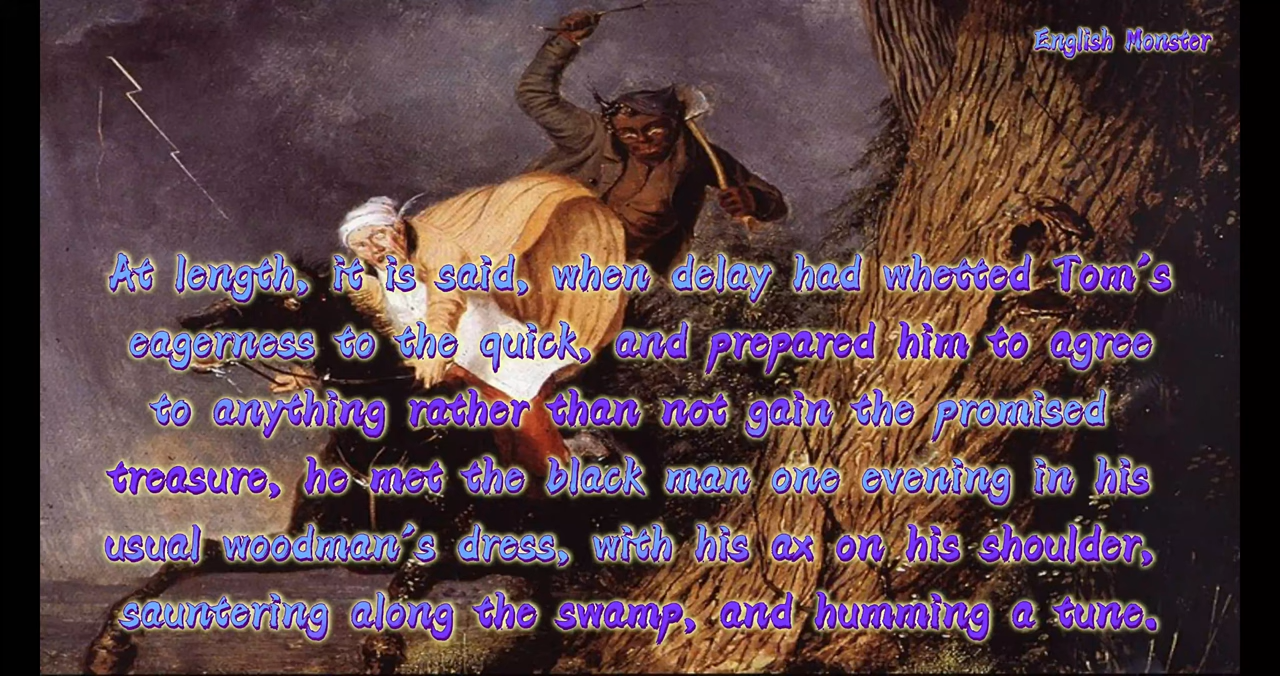 English Monster
At length, it is said, when delay had whetted Tom's
eagerness to the quick, and prepared him to agree
to anything rather than not gain the promised
treasure, he met the black man one evening in his
usual woodman's dress, with his ax on his shoulder,
sauntering along the swamp, and humming a tune.